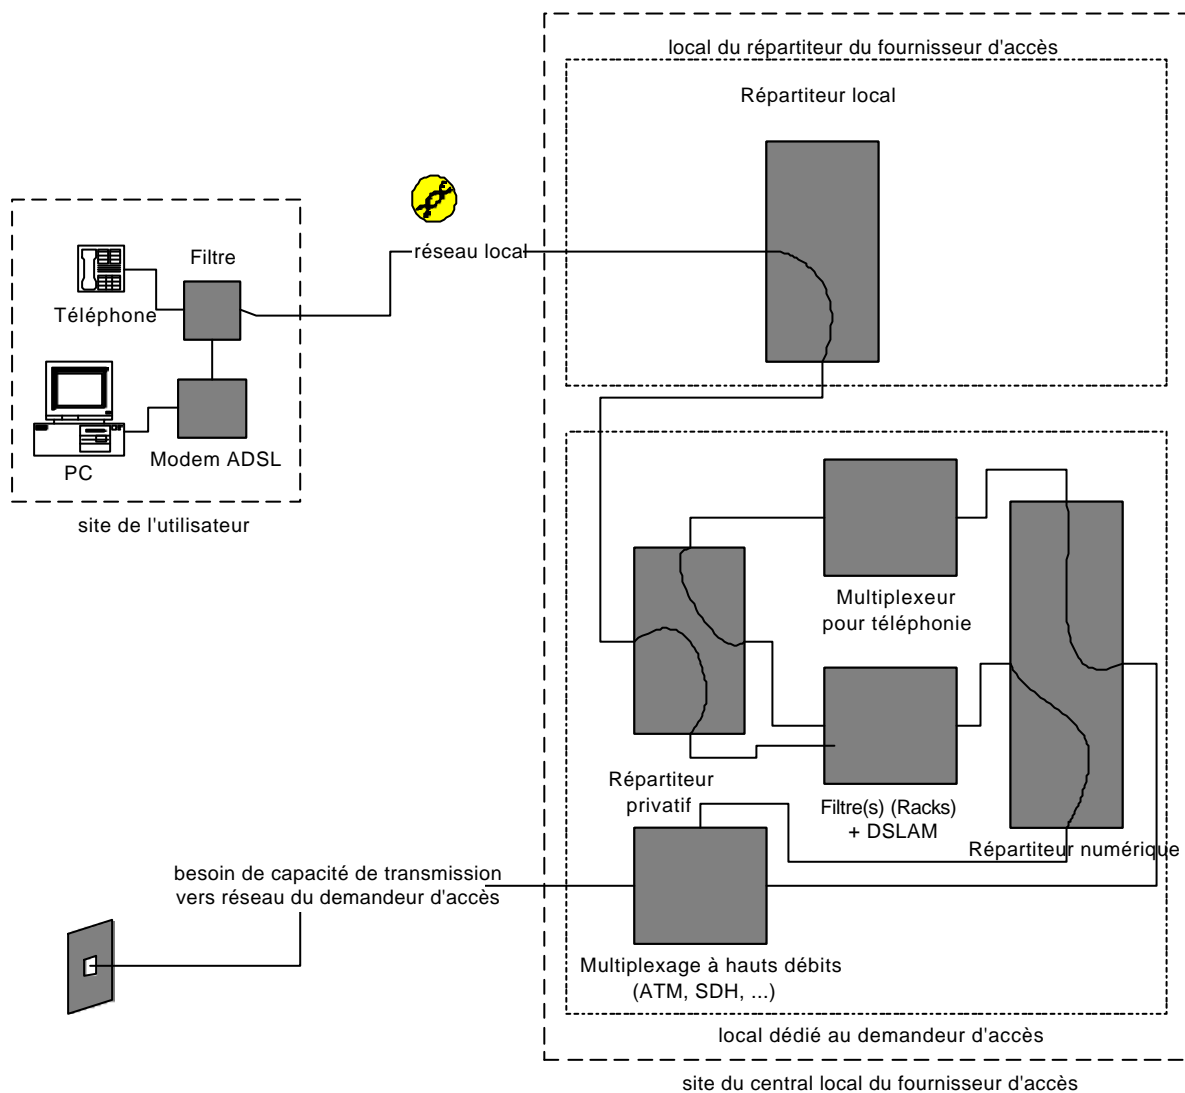 local du répartiteur du fournisseur d'accès
Répartiteur local
réseau local
Filtre
Téléphone
PC
Modem ADSL
site de l'utilisateur
Multiplexeur
pour téléphonie
Répartiteur
privatif
Filtre(s) (Racks)
+ DSLAM
Répartiteur numérique
besoin de capacité de transmission
vers réseau du demandeur d'accès
Multiplexage à hauts débits
(ATM, SDH, ...)
local dédié au demandeur d'accès
site du central local du fournisseur d'accès